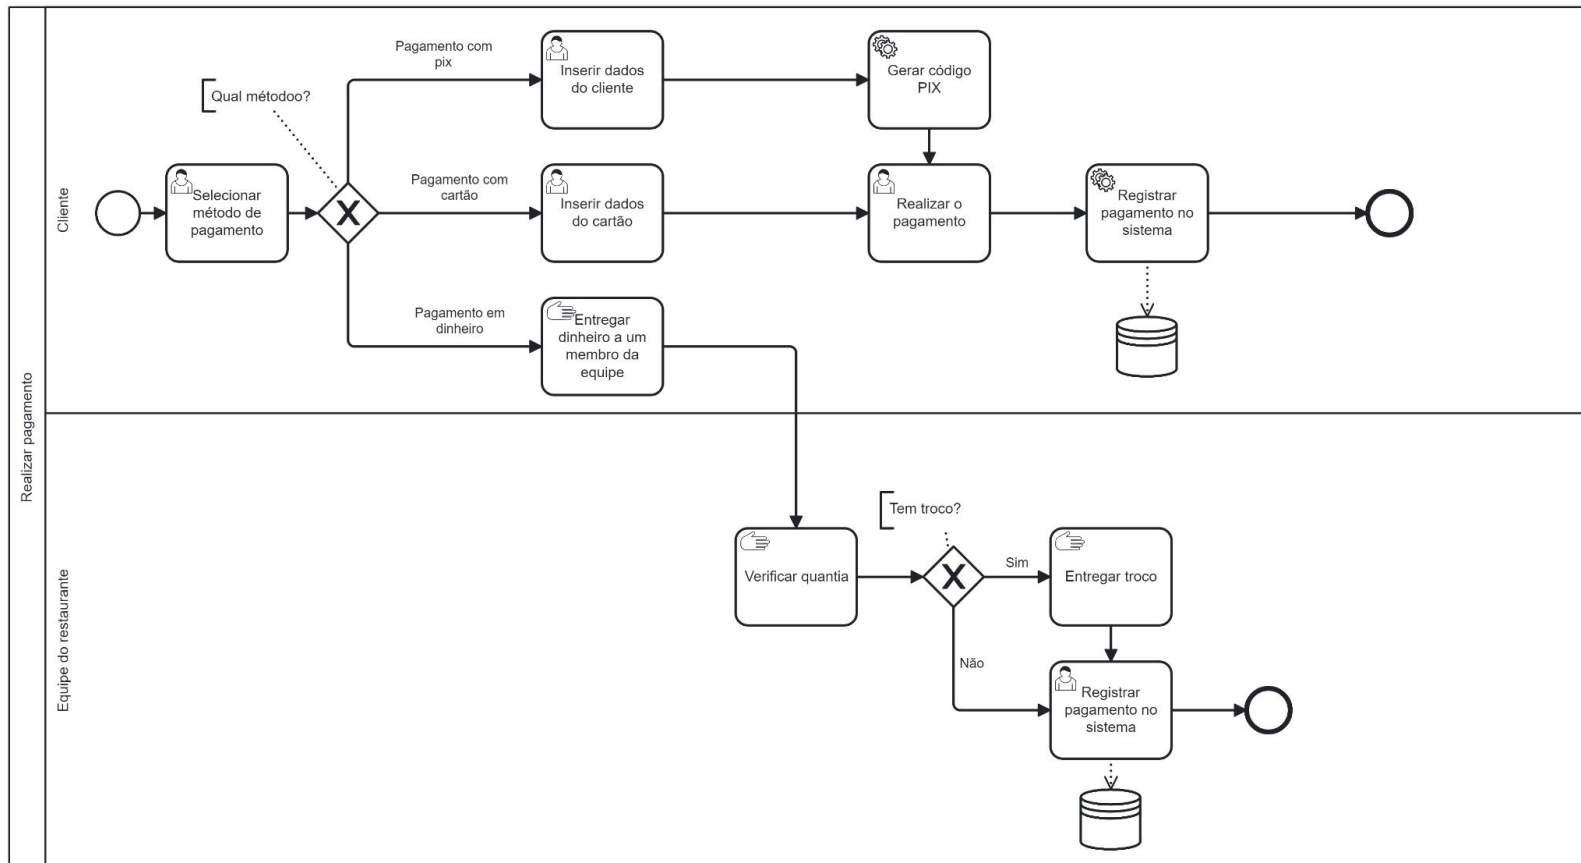 Realizar pagamento
Cliente
Equipe do restaurante
Qual métodoo?
Selecionar
método de
pagamento
Pagamento com
pix
Inserir dados
do cliente
Gerar código
PIX
Pagamento com
cartão
Inserir dados
do cartão
Realizar o
pagamento
Registrar
pagamento no
sistema
Pagamento em
dinheiro
Entregar
dinheiro a um
membro da
equipe
Verificar quantia
Tem troco?
Sim
Entregar troco
Não
Registrar
pagamento no
sistema